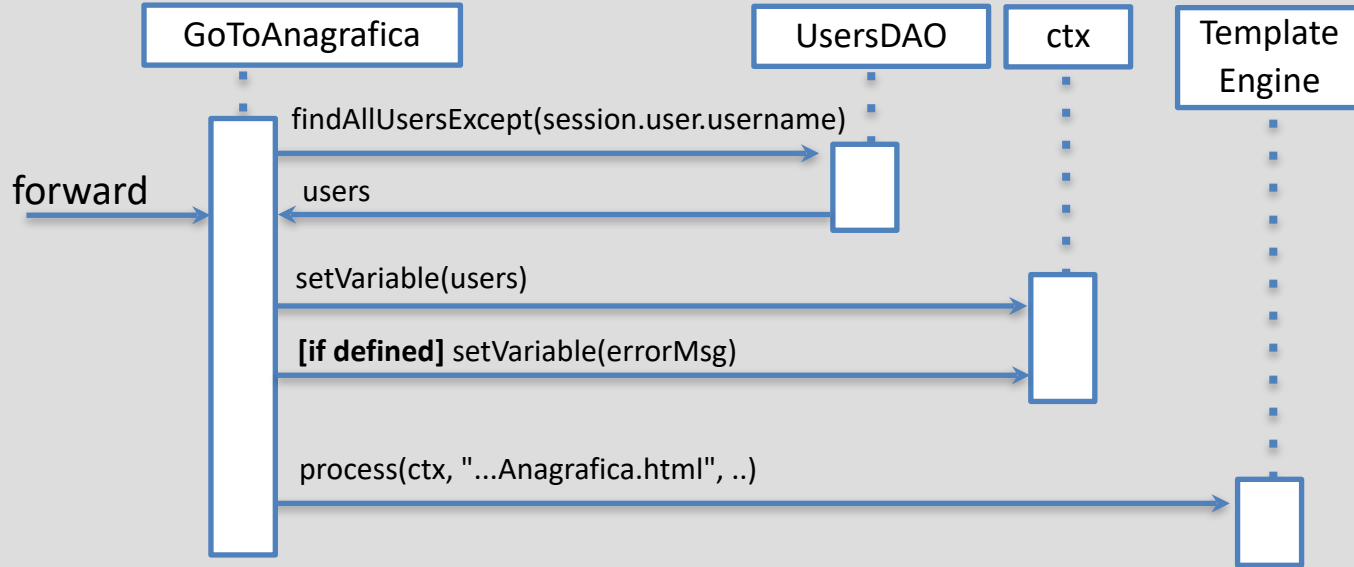 GoToAnagrafica
UsersDAO
ctx
Template
Engine
findAllUsersExcept(session.user.username)
forward
users
setVariable(users)
[if defined] setVariable(errorMsg)
process(ctx, "...Anagrafica.html", ..)